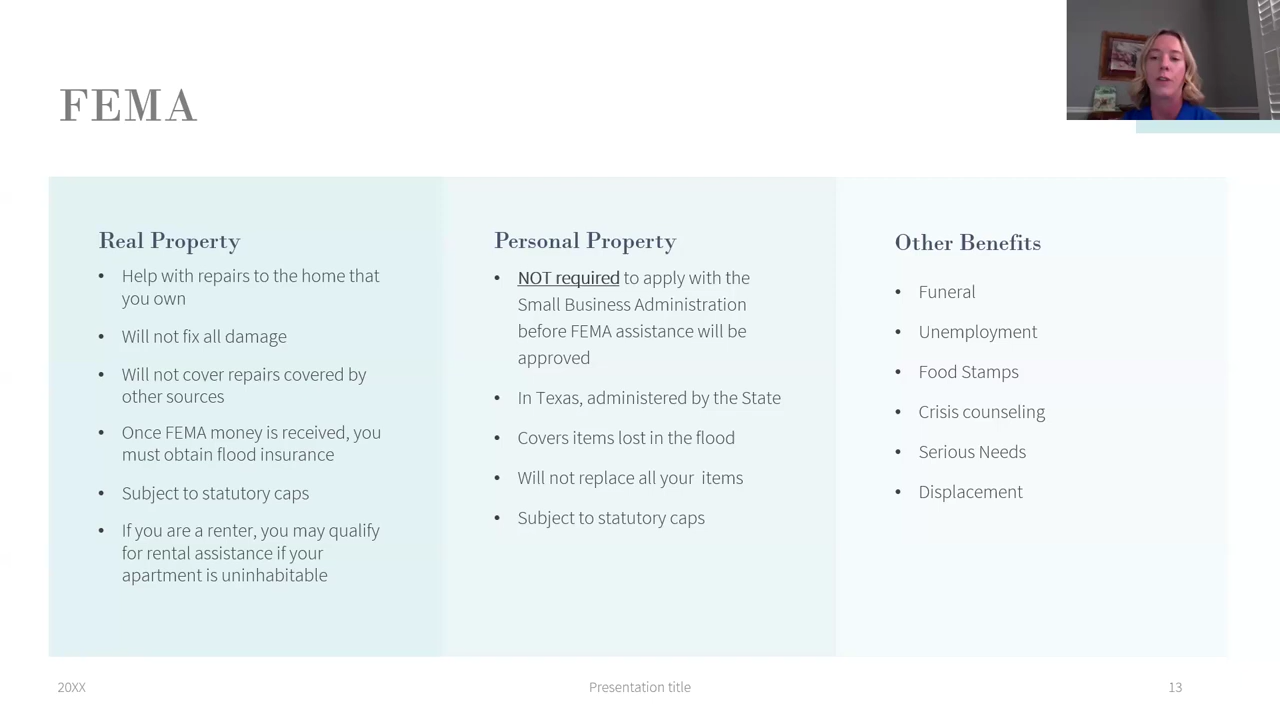 FEMA
Real Property
• Help with repairs to the home that
you own
• Will not fix all damage
• Will not cover repairs covered by
other sources
• Once FEMA money is received, you
must obtain flood insurance
• Subject to statutory caps
• If you are a renter, you may qualify
for rental assistance if your
apartment is uninhabitable
Personal Property
• NOT required to apply with the
Small Business Administration
before FEMA assistance will be
approved
• In Texas, administered by the State
• Covers items lost in the flood
• Will not replace all your items
• Subject to statutory caps
Other Benefits
• Funeral
• Unemployment
• Food Stamps
• Crisis counseling
• Serious Needs
• Displacement
20XX
Presentation title
13